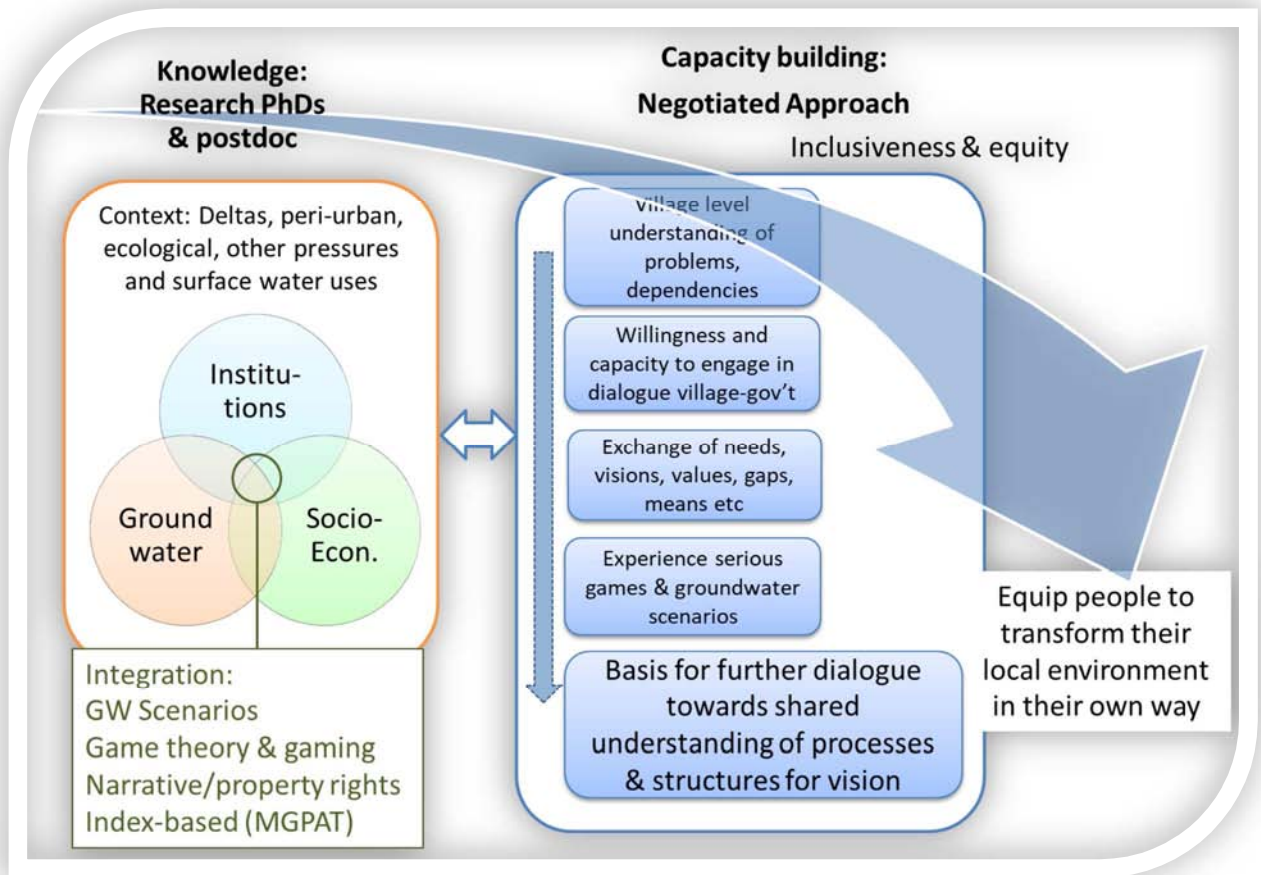 Knowledge:
Research PhDs
& postdoc
Context: Deltas, peri-urban,
ecological, other pressures
and surface water uses
Institu-
tions
Ground
water
Socio-
Econ.
Integration:
GW Scenarios
Game theory & gaming
Narrative/property rights
Index-based (MGPAT)
Capacity building:
Negotiated Approach
Inclusiveness & equity
Village level
understanding of
problems,
dependencies
Willingness and
capacity to engage in
dialogue village-gov't
Exchange of needs,
visions, values, gaps,
means etc
Experience serious
games & groundwater
scenarios
Basis for further dialogue
towards shared
understanding of processes
& structures for vision
Equip people to
transform their
local environment
in their own way